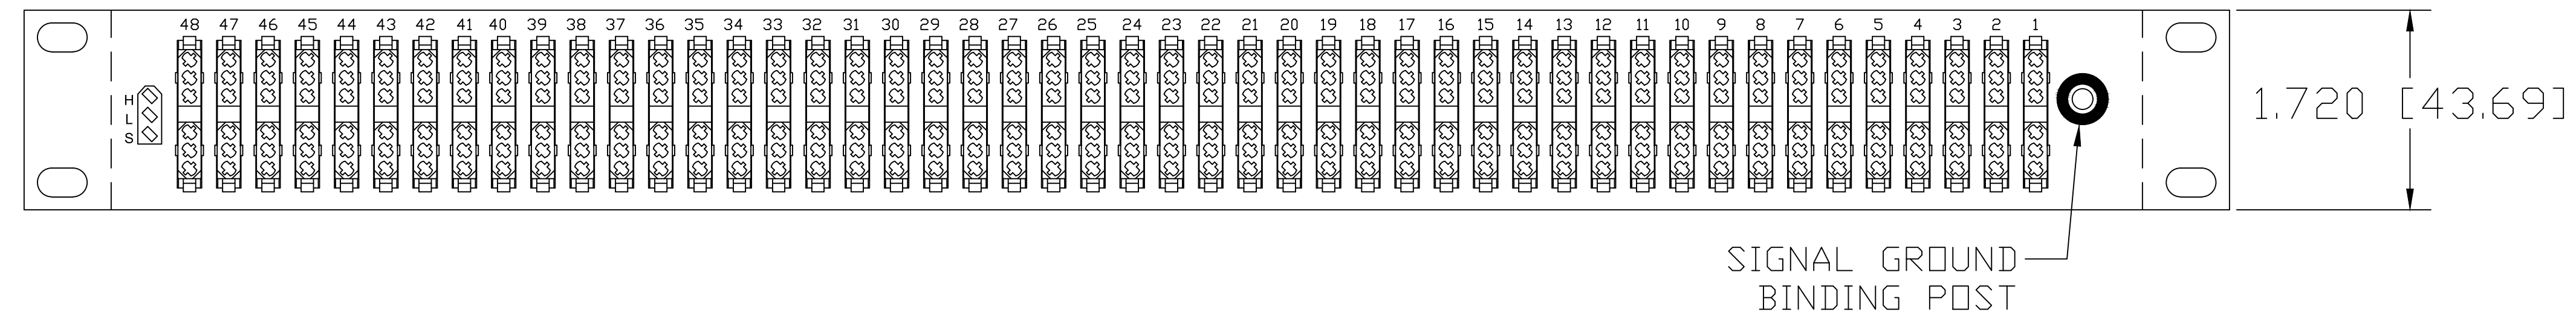 48 47 46 45 44 43 42 41 40 39 38 37 36 35 34 33 32 31 30 29 28 27 26 25 24 23 22 21 20 19 18 17 16 15 14 13 12 11 10 9 8 7 6 5 4 3 2 1
H
L
S
1.720 [43.69]
SIGNAL GROUND
BINDING POST